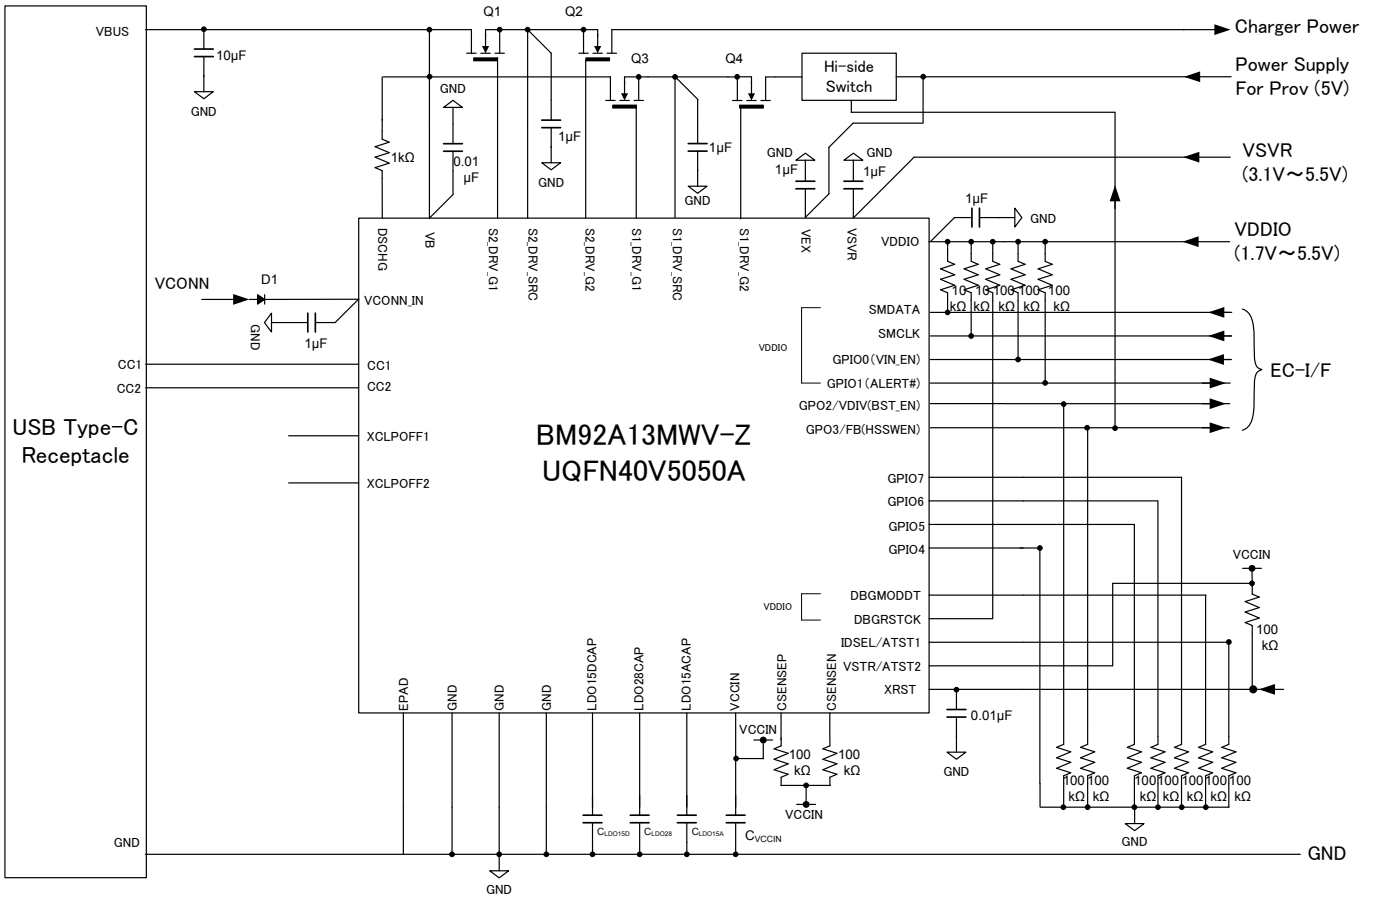 Q1
Q2
Charger Power
VBUS
10μF
GND
Q3
Q4
Hi-side
Switch
Power Supply
For Prov (5V)
GND
1kΩ
0.01
μF
1μF
GND
1μF
GND
GND
1μF
GND
1μF
VSVR
(3.1V～5.5V)
1μF
GND
VDDIO
(1.7V～5.5V)
DSCHG
VB
S2_DRV_G1
S2_DRV_SRC
S2_DRV_G2
S1_DRV_G1
S1_DRV_SRC
S1_DRV_G2
VEX
VSVR
VDDIO
VCONN
D1
VCONN_IN
GND
1μF
10
kΩ
10
kΩ
100
kΩ
100
kΩ
100
kΩ
VDDIO
SMDATA
SMCLK
GPIO0(VIN_EN)
GPIO1(ALERT#)
GPO2/VDIV(BST_EN)
GPO3/FB(HSSWEN)
EC-I/F
CC1
CC2
CC1
CC2
USB Type-C
Receptacle
XCLPOFF1
XCLPOFF2
BM92A13MWV-Z
UQFN40V5050A
GPIO7
GPIO6
GPIO5
GPIO4
VDDIO
DBGMODDT
DBGRSTCK
IDSEL/ATST1
VSTR/ATST2
XRST
VCCIN
100
kΩ
0.01μF
GND
EPAD
GND
GND
GND
LDO15DCAP
LDO28CAP
LDO15ACAP
VCCIN
CSENSEP
CSENSEN
VCCIN
100
kΩ
100
kΩ
VCCIN
100
kΩ
100
kΩ
100
kΩ
100
kΩ
100
kΩ
100
kΩ
100
kΩ
GND
CLDO15D
CLDO28
CLDO15A
CVCCIN
GND
GND
GND